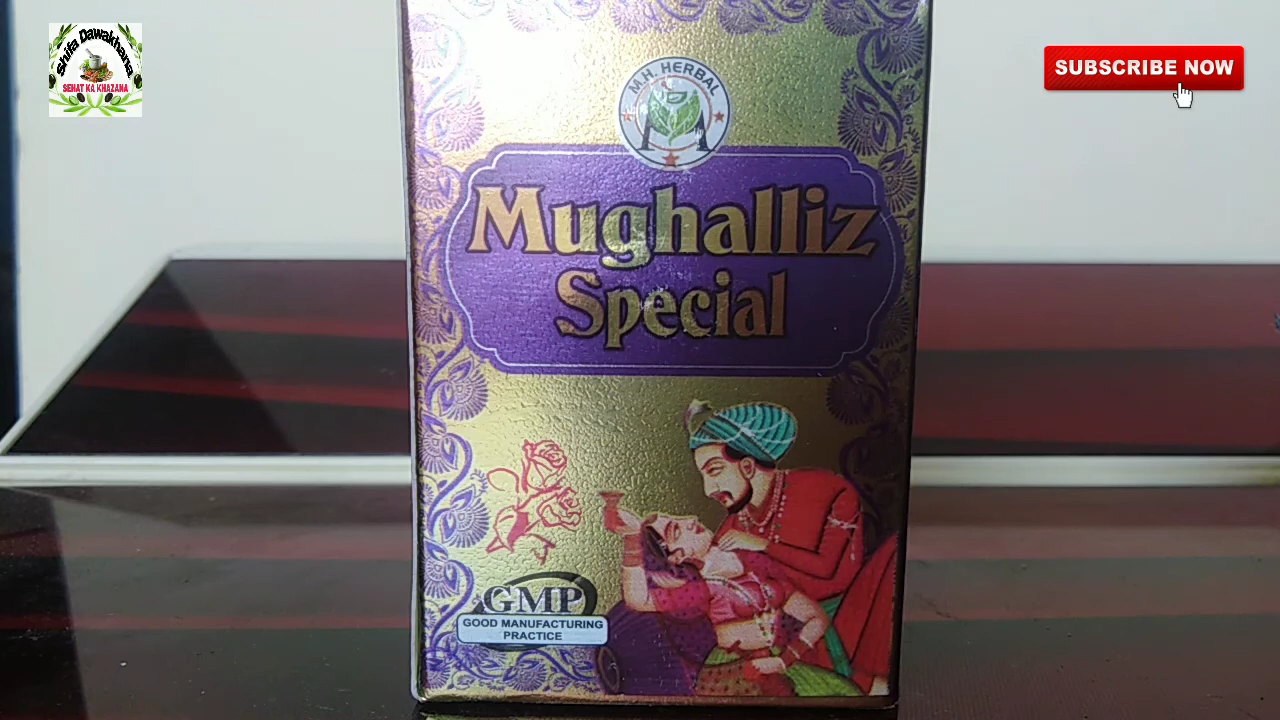 Shifa Dawakhana
SEHAT KA KHAZANA
SUBSCRIBE NOW
M.H. HERBAL
Mughalliz
Special
GMP
GOOD MANUFACTURING
PRACTICE